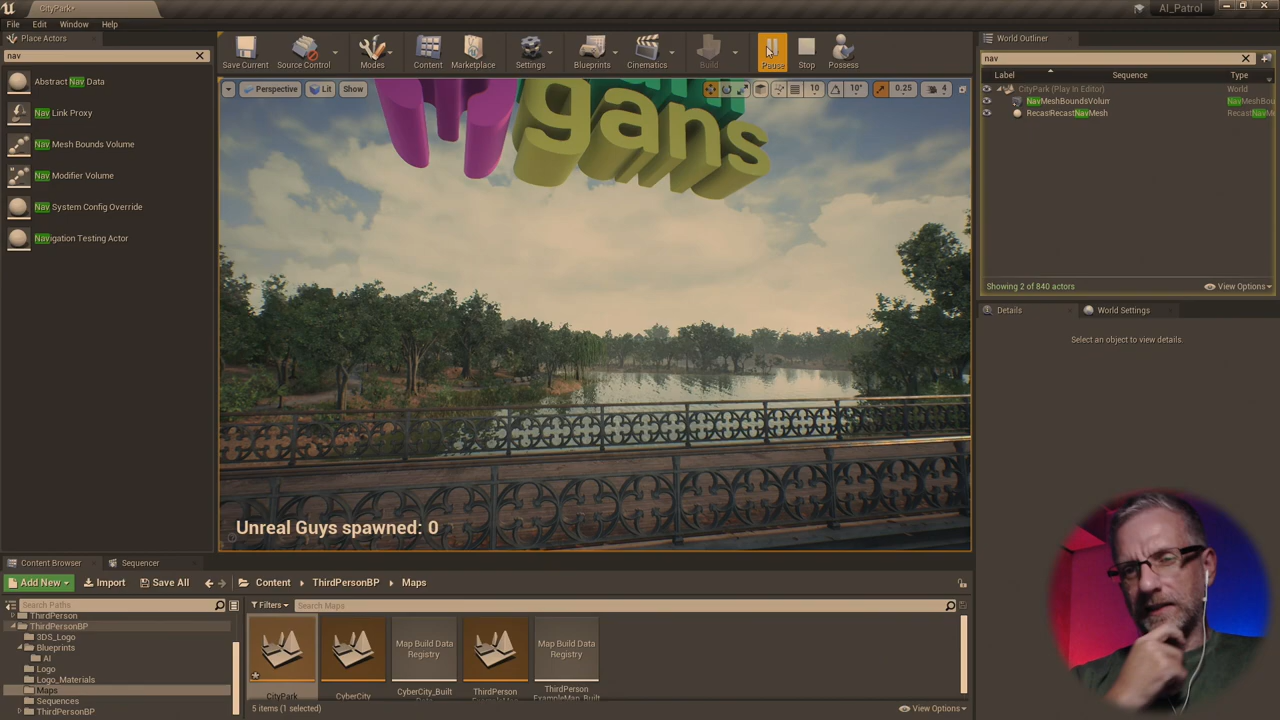 CityPark*
AI_Patrol
File
Edit
Window
Help
Place Actors
nav
Abstract Nav Data
Nav Link Proxy
Nav Mesh Bounds Volume
Nav Modifier Volume
Nav System Config Override
Navigation Testing Actor
Save Current
Source Control
Modes
Content
Marketplace
Settings
Blueprints
Cinematics
Build
Pause
Stop
Possess
Perspective
Lit
Show
10
10°
0.25
4
gans
Unreal Guys spawned: 0
World Outliner
nav
Label
Sequence
Type
CityPark (Play In Editor)
World
NavMeshBoundsVolum
NavMeshBou
RecastRecastNavMesh
RecastNavM
Showing 2 of 840 actors
View Options
Details
World Settings
Select an object to view details.
Content Browser
Sequencer
Add New
Import
Save All
Content
ThirdPersonBP
Maps
Search Paths
Filters
Search Maps
ThirdPerson
ThirdPersonBP
3DS_Logo
Blueprints
AI
Logo
Logo_Materials
Maps
Sequences
ThirdPersonBP
CityPark
CyberCity
Map Build Data
Registry
CyberCity_Built
ThirdPerson
Map Build Data
Registry
ThirdPerson
ExampleMap_Built
5 items (1 selected)
View Options